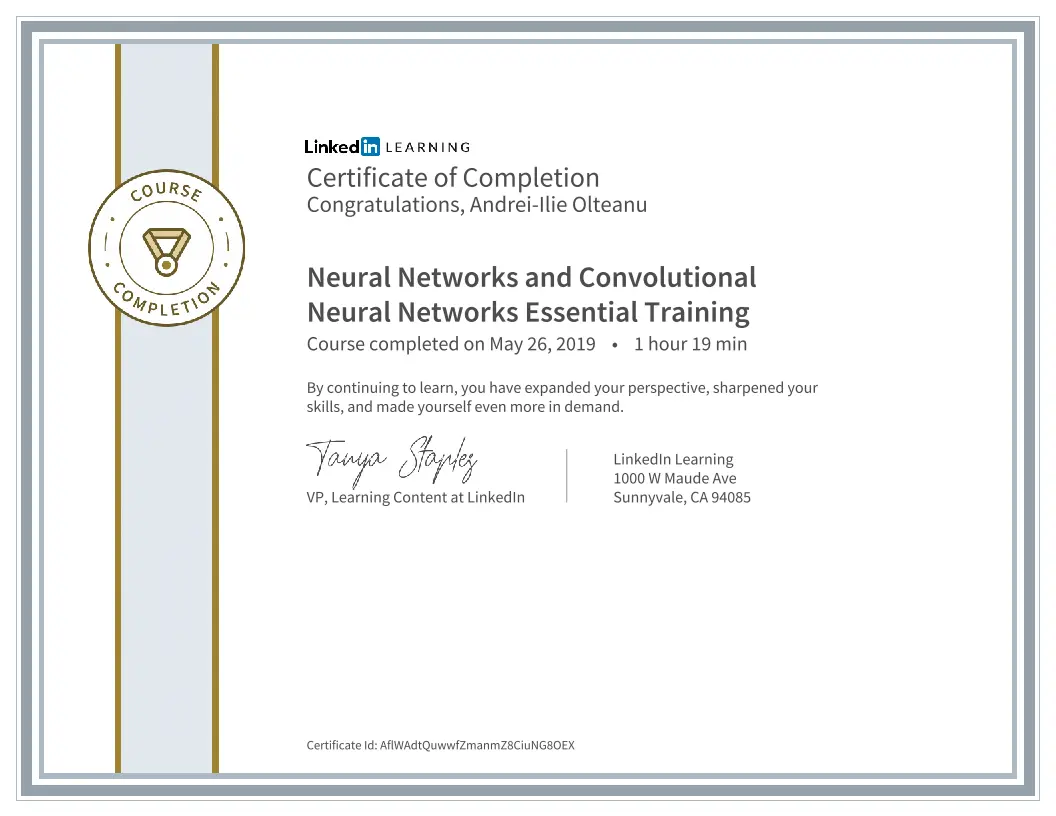 COURSE
COMPLETION
Linkedin LEARNING
Certificate of Completion
Congratulations, Andrei-Ilie Olteanu
Neural Networks and Convolutional
Neural Networks Essential Training
Course completed on May 26, 2019 • 1 hour 19 min
By continuing to learn, you have expanded your perspective, sharpened your
skills, and made yourself even more in demand.
Tanya Staples
VP, Learning Content at LinkedIn
LinkedIn Learning
1000 W Maude Ave
Sunnyvale, CA 94085
Certificate Id: AflWAdtQuwwfZmanmZ8CiuNG8OEX